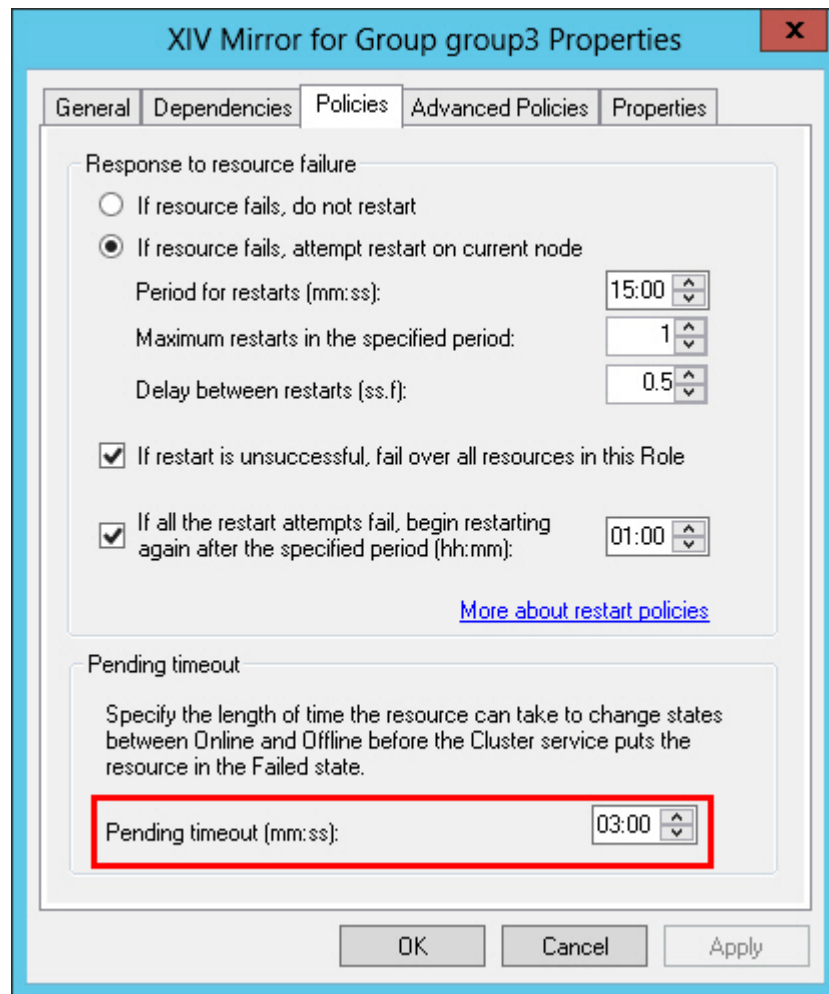 XIV Mirror for Group group3 Properties
x
General Dependencies Policies Advanced Policies Properties
Response to resource failure
If resource fails, do not restart
If resource fails, attempt restart on current node
Period for restarts (mm:ss): 15:00
Maximum restarts in the specified period: 1
Delay between restarts (ss.f): 0.5
If restart is unsuccessful, fail over all resources in this Role
If all the restart attempts fail, begin restarting
again after the specified period (hh:mm): 01:00
More about restart policies
Pending timeout
Specify the length of time the resource can take to change states
between Online and Offline before the Cluster service puts the
resource in the Failed state.
Pending timeout (mm:ss): 03:00
OK Cancel Apply